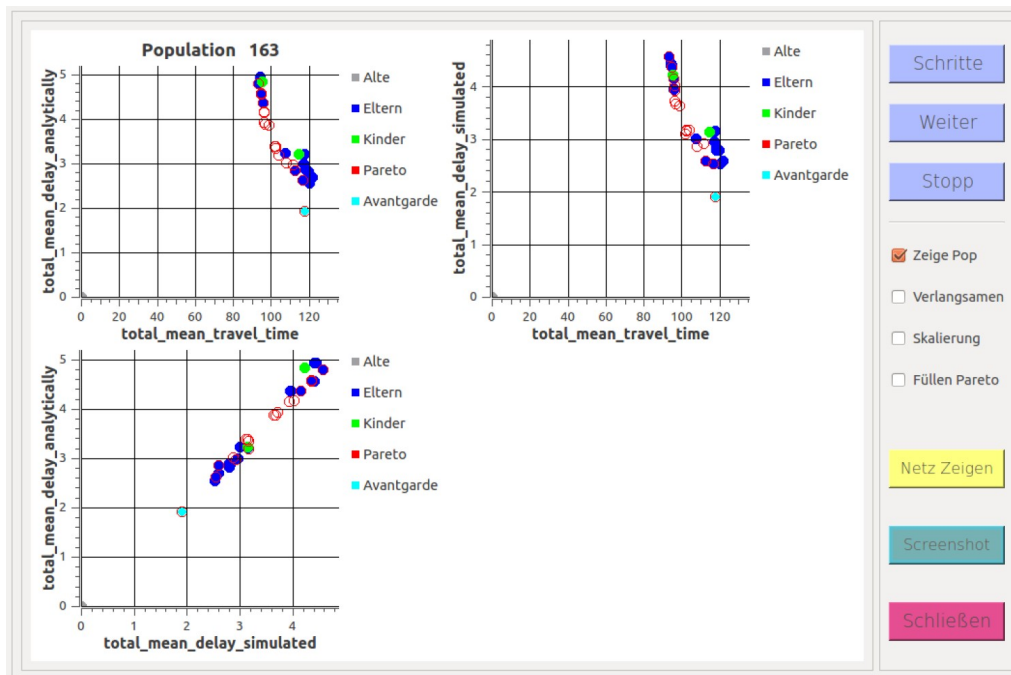 Population 163
total_mean_delay_analytically
5
4
3
2
1
0
0 20 40 60 80 100 120
total_mean_travel_time
Alte
Eltern
Kinder
Pareto
Avantgarde
total_mean_delay_simulated
4
3
2
1
0
0 20 40 60 80 100 120
total_mean_travel_time
Alte
Eltern
Kinder
Pareto
Avantgarde
total_mean_delay_analytically
5
4
3
2
1
0
0 1 2 3 4
total_mean_delay_simulated
Alte
Eltern
Kinder
Pareto
Avantgarde
Schritte
Weiter
Stopp
Zeige Pop
Verlangsamen
Skalierung
Füllen Pareto
Netz Zeigen
Screenshot
Schließen